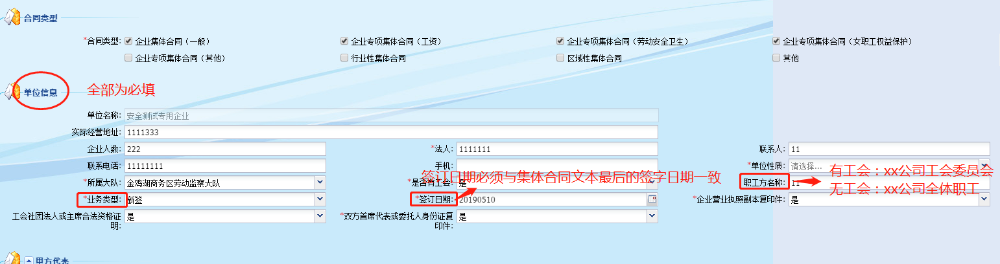 合同类型
*合同类型: 企业集体合同（一般） 企业专项集体合同（工资） 企业专项集体合同（劳动安全卫生） 企业专项集体合同（女职工权益保护）
企业专项集体合同（其他） 行业性集体合同 区域性集体合同 其他
单位信息 全部为必填
单位名称: 安全测试专用企业
实际经营地址: 1111333
企业人数: 222 *法人: 1111111 联系人: 11
联系电话: 11111111 手机: *单位性质: 请选择...
签订日期必须与集体合同文本最后的签字日期一致
有工会：xx公司工会委员会
*所属大队: 金鸡湖商务区劳动监察大队 *是否有工会: 是 职工方名称: 11
无工会：xx公司全体职工
*业务类型: 新签 *签订日期: 20190510 *企业营业执照副本复印件: 是
工会社团法人或主席合法资格证明: 是 *双方首席代表或委托人身份证复印件: 是
甲方代表